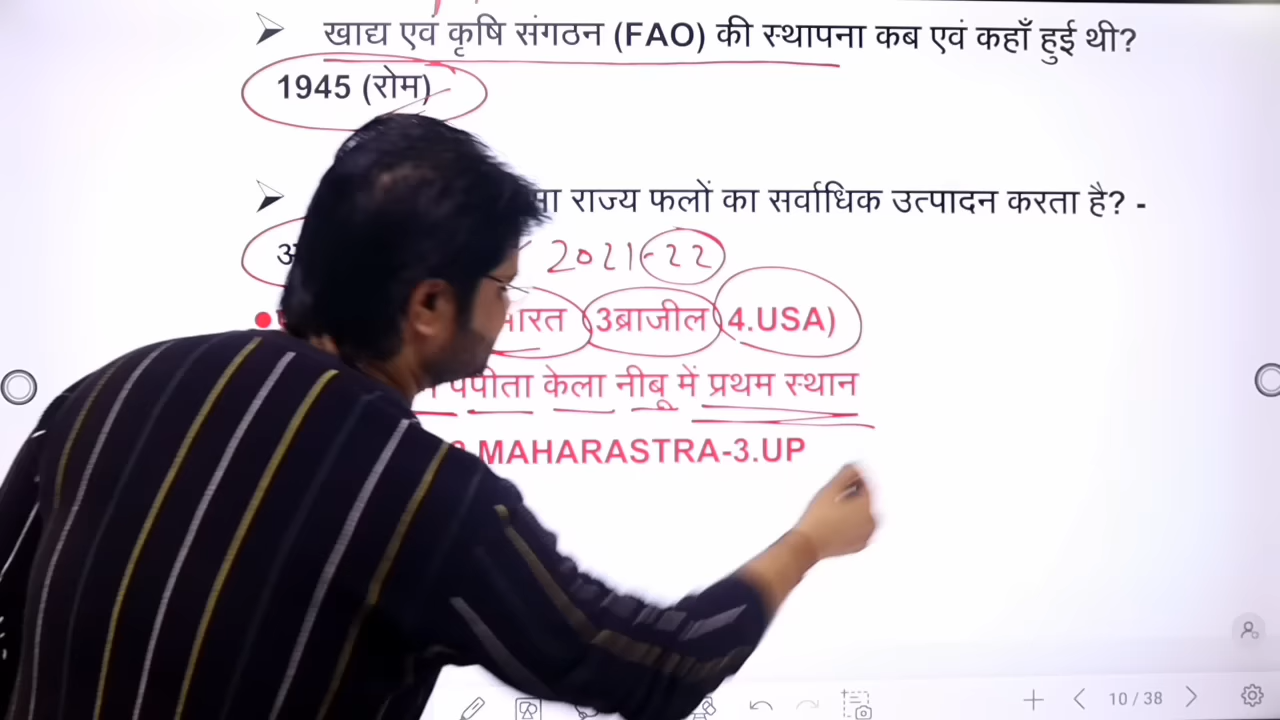 खाद्य एवं कृषि संगठन (FAO) की स्थापना कब एवं कहाँ हुई थी?
1945 (रोम)
राज्य फलों का सर्वाधिक उत्पादन करता है? -
2021-22
3ब्राजील 4.USA)
पपीता केला नीबू में प्रथम स्थान
MAHARASTRA-3.UP
10 / 38